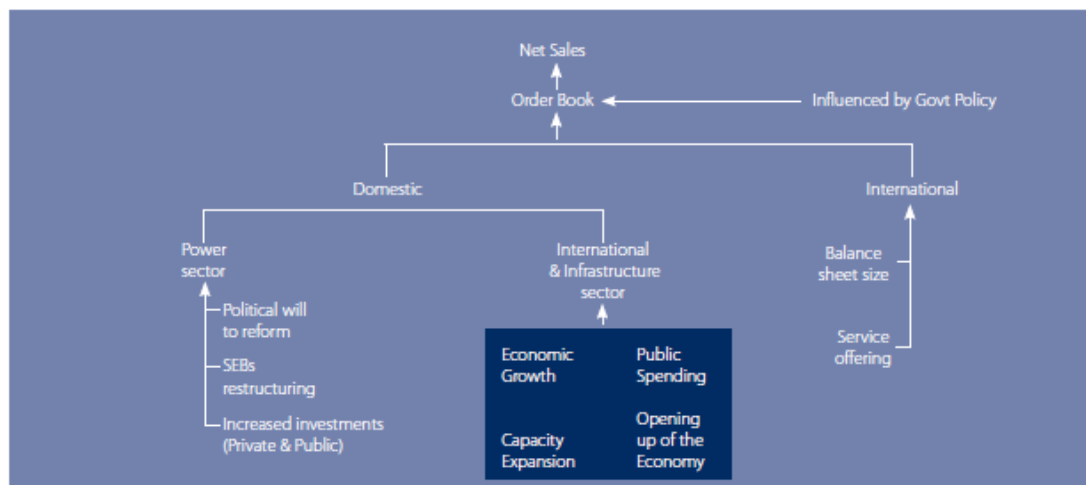 Net Sales
Order Book
Influenced by Govt Policy
Domestic
International
Power
sector
International
& Infrastructure
sector
Balance
sheet size
Political will
to reform
Service
offering
SEBs
restructuring
Increased investments
(Private & Public)
Economic
Growth
Public
Spending
Capacity
Expansion
Opening
up of the
Economy